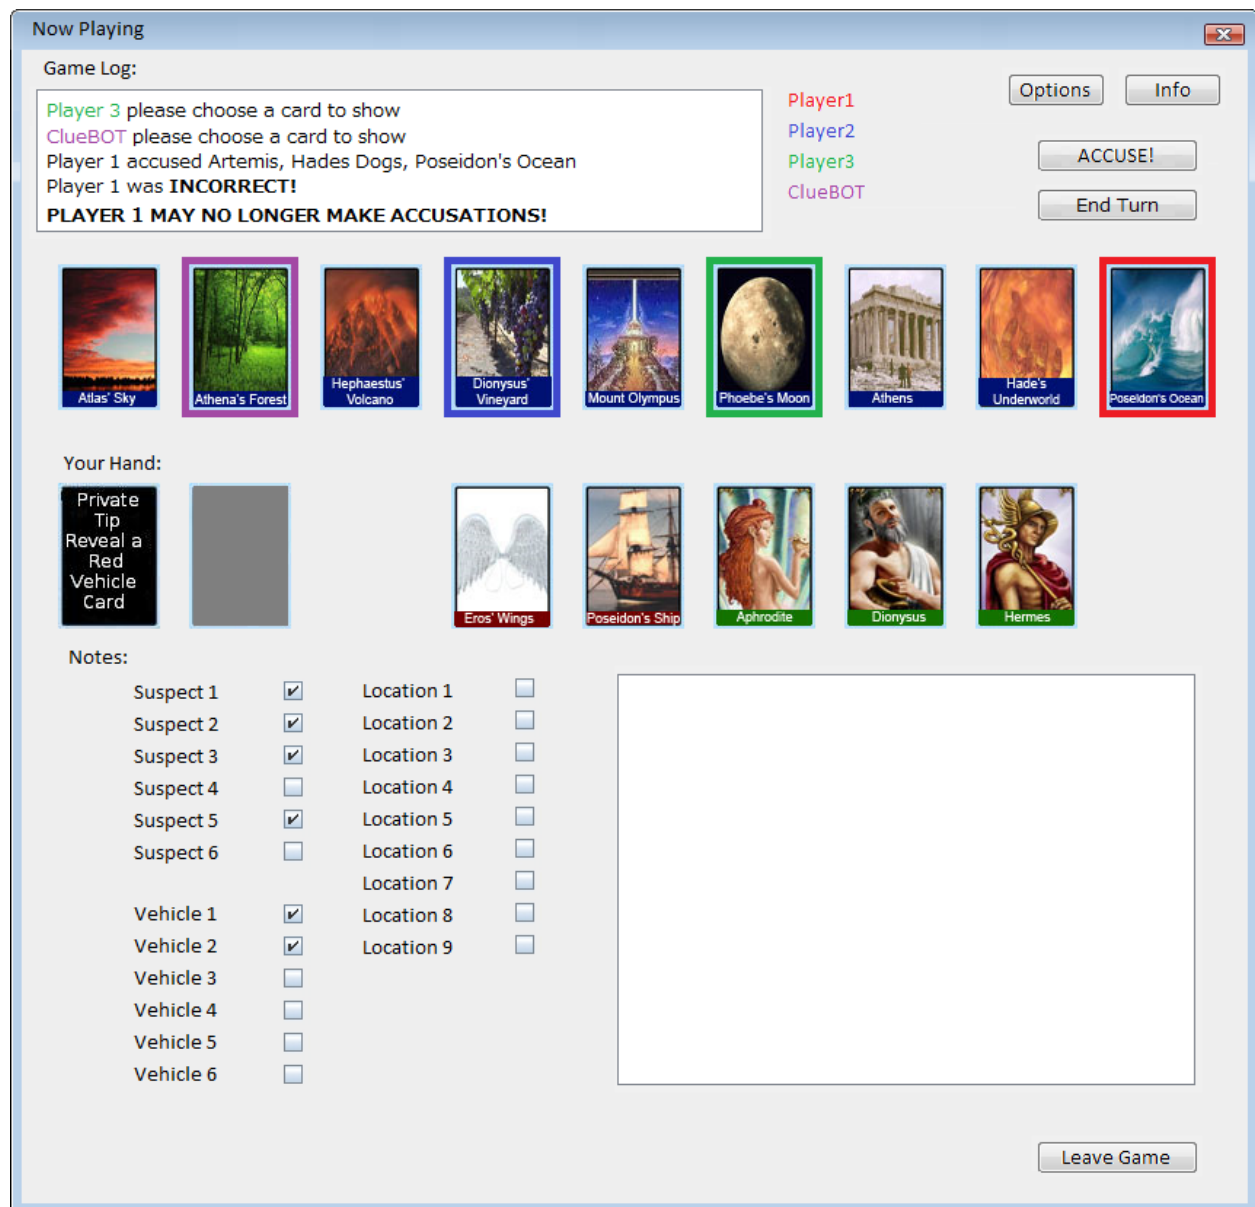 Now Playing
Game Log:
Player 3 please choose a card to show
ClueBOT please choose a card to show
Player 1 accused Artemis, Hades Dogs, Poseidon's Ocean
Player 1 was INCORRECT!
PLAYER 1 MAY NO LONGER MAKE ACCUSATIONS!
Player1
Player2
Player3
ClueBOT
Options
Info
ACCUSE!
End Turn
Atlas' Sky
Athena's Forest
Hephaestus'
Volcano
Dionysus'
Vineyard
Mount Olympus
Phoebe's Moon
Athens
Hade's
Underworld
Poseidon's Ocean
Your Hand:
Private
Tip
Reveal a
Red
Vehicle
Card
Eros' Wings
Poseidon's Ship
Aphrodite
Dionysus
Hermes
Notes:
Suspect 1
Suspect 2
Suspect 3
Suspect 4
Suspect 5
Suspect 6
Vehicle 1
Vehicle 2
Vehicle 3
Vehicle 4
Vehicle 5
Vehicle 6
Location 1
Location 2
Location 3
Location 4
Location 5
Location 6
Location 7
Location 8
Location 9
Leave Game